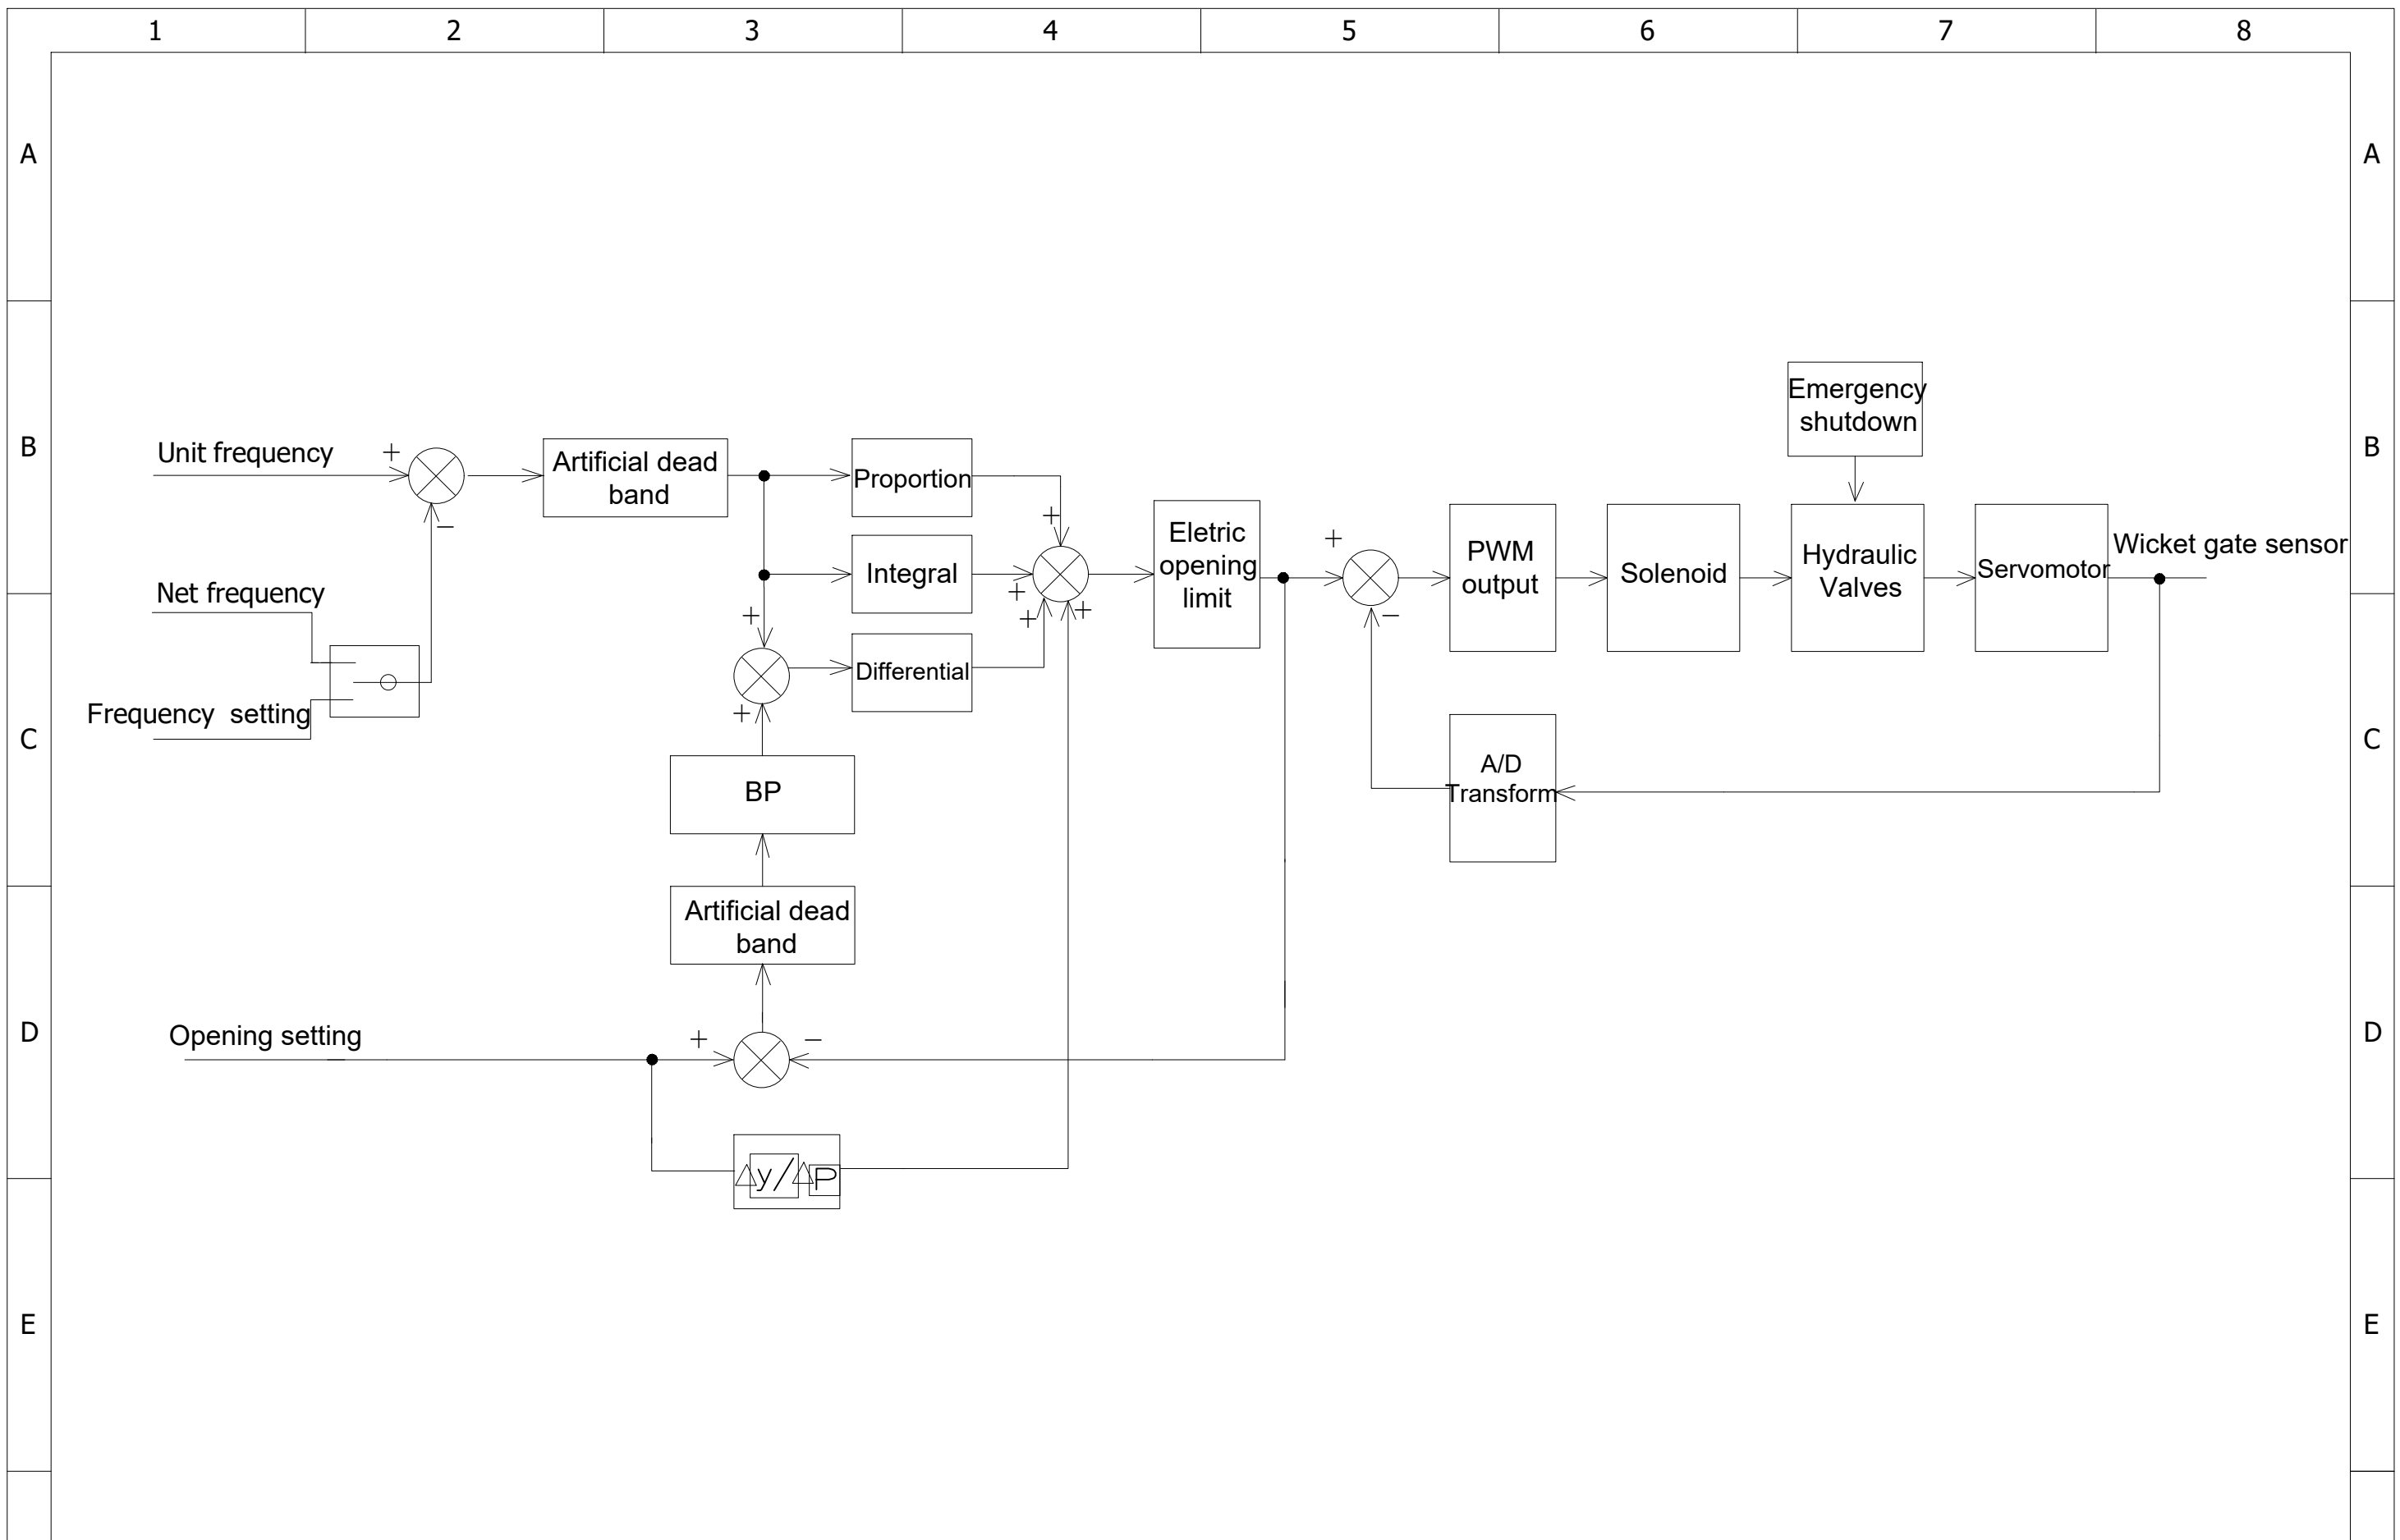 1 2 3 4 5 6 7 8
A A
Emergency
shutdown
B B
Unit frequency
+
−
Artificial dead
band
Proportion
+
Eletric
opening
limit
+
PWM
output
Solenoid
Hydraulic
Valves
Servomotor
Wicket gate sensor
Integral
+
Net frequency
+
+
+
−
Differential
+
Frequency setting
C C
BP
A/D
Transform
Artificial dead
band
D D
Opening setting
+
−
△y/△P
E E